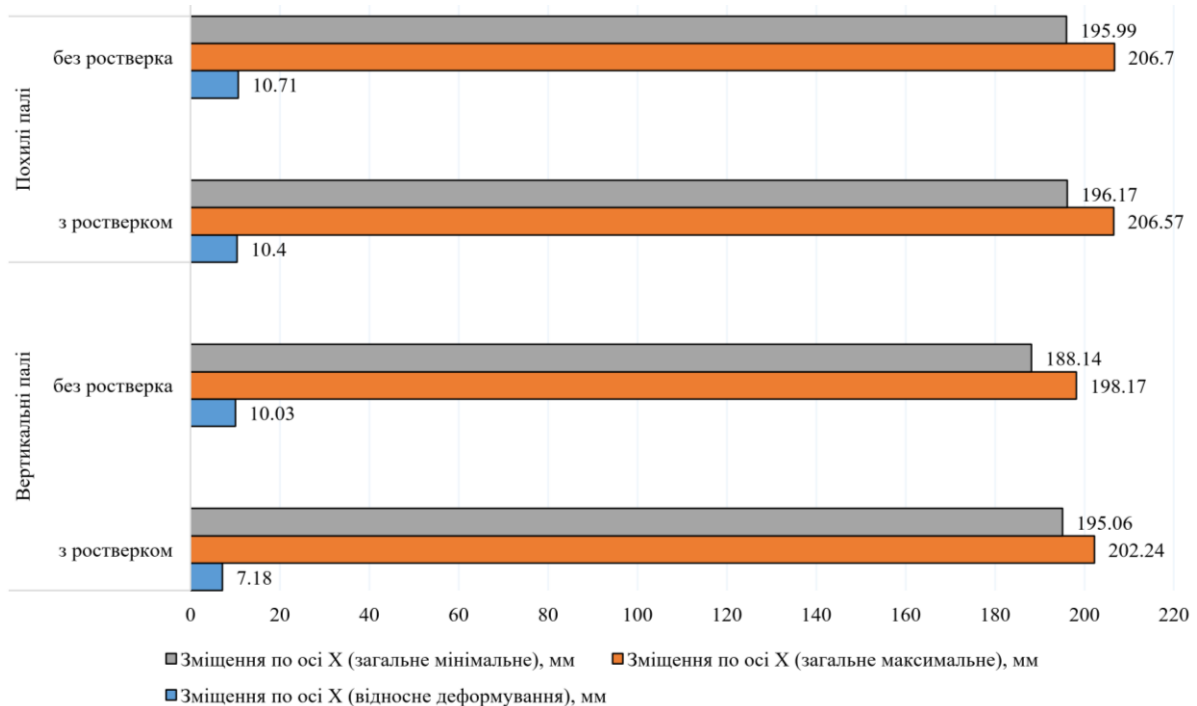 Похилі палі
без ростверка
195.99
206.7
10.71
з ростверком
196.17
206.57
10.4
Вертикальні палі
без ростверка
188.14
198.17
10.03
з ростверком
195.06
202.24
7.18
0 20 40 60 80 100 120 140 160 180 200 220
Зміщення по осі X (загальне мінімальне), мм
Зміщення по осі X (загальне максимальне), мм
Зміщення по осі X (відносне деформування), мм